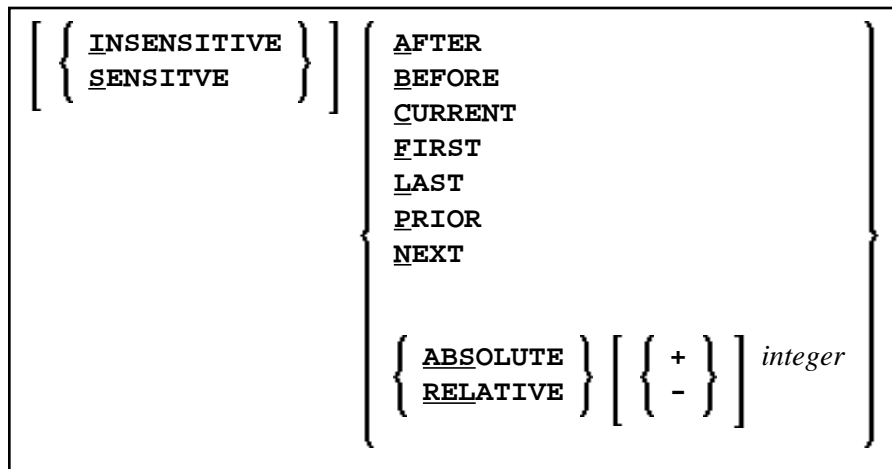 INSENSITIVE
SENSITVE
AFTER
BEFORE
CURRENT
FIRST
LAST
PRIOR
NEXT
ABSOLUTE
RELATIVE
+
-
integer